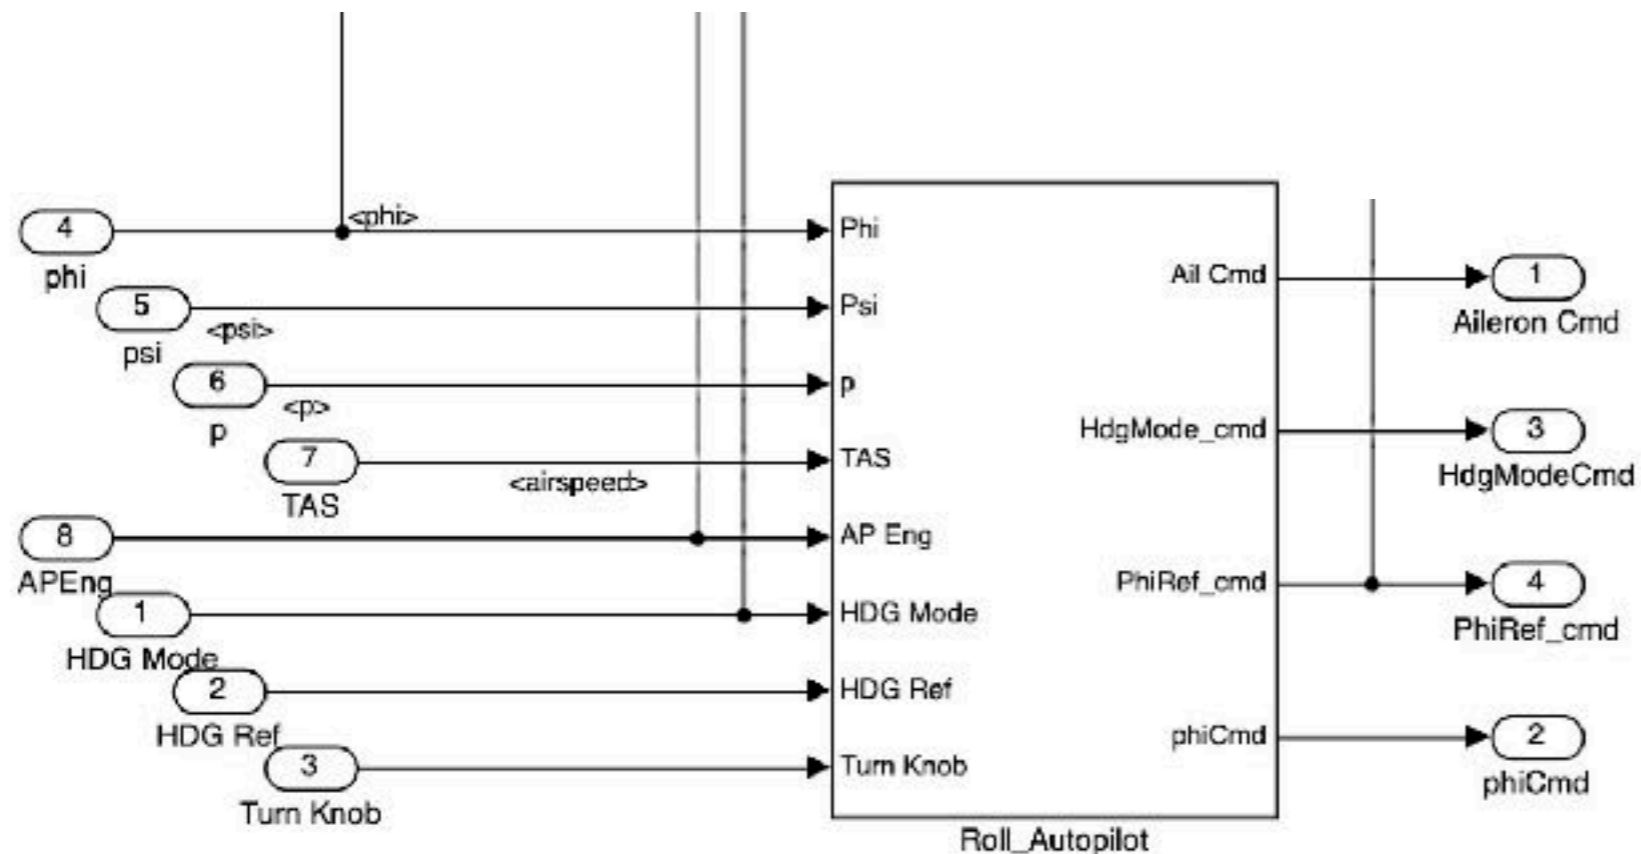 4
<phi>
Phi
phi
5
<psi>
Psi
psi
6
<p>
p
p
7
<airspeed>
TAS
TAS
8
AP Eng
APEng
1
HDG Mode
HDG Mode
2
HDG Ref
HDG Ref
3
Turn Knob
Turn Knob
Ail Cmd
1
Aileron Cmd
HdgMode_cmd
3
HdgModeCmd
PhiRef_cmd
4
PhiRef_cmd
phiCmd
2
phiCmd
Roll_Autopilot